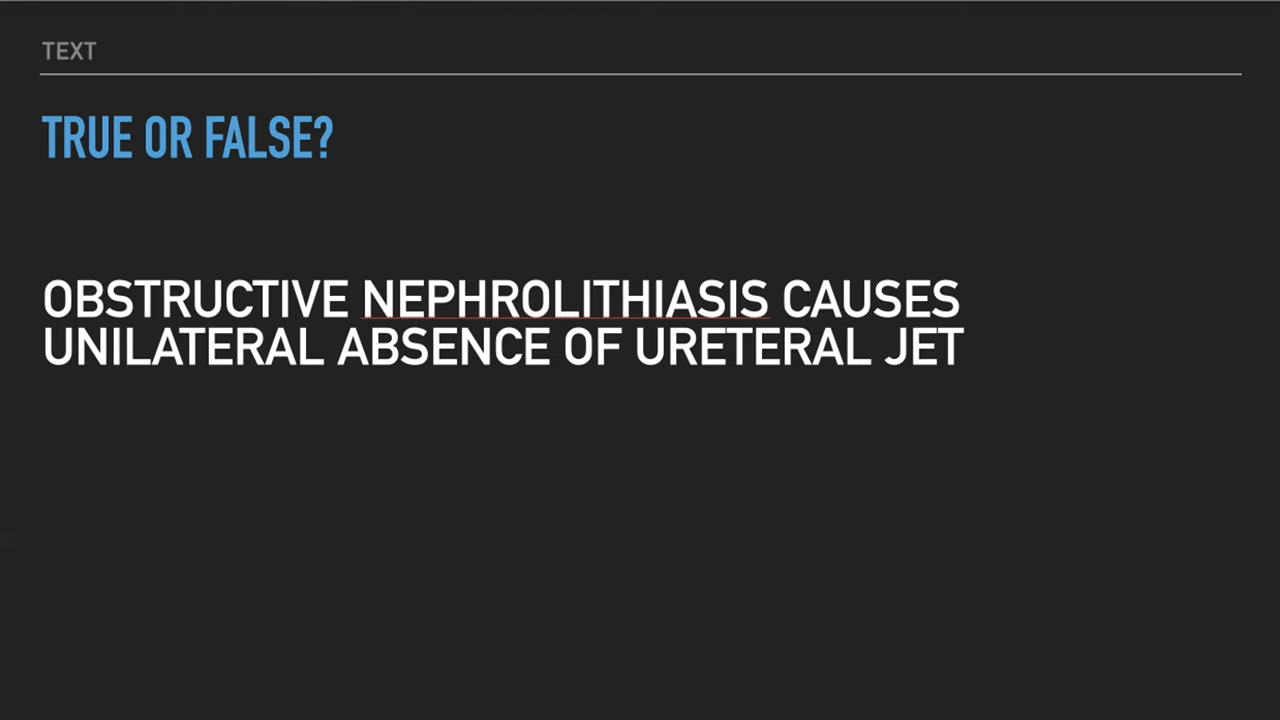 TEXT
TRUE OR FALSE?
OBSTRUCTIVE NEPHROLITHIASIS CAUSES
UNILATERAL ABSENCE OF URETERAL JET